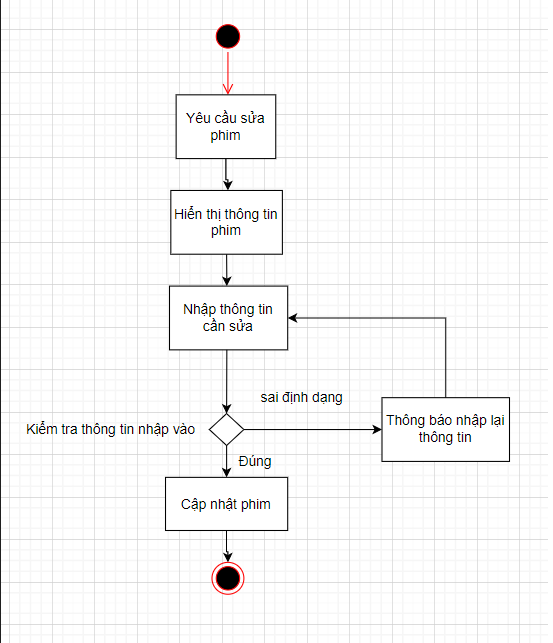 Yêu cầu sửa
phim
Hiển thị thông tin
phim
Nhập thông tin
cần sửa
sai định dạng
Thông báo nhập lại
thông tin
Kiểm tra thông tin nhập vào
Đúng
Cập nhật phim